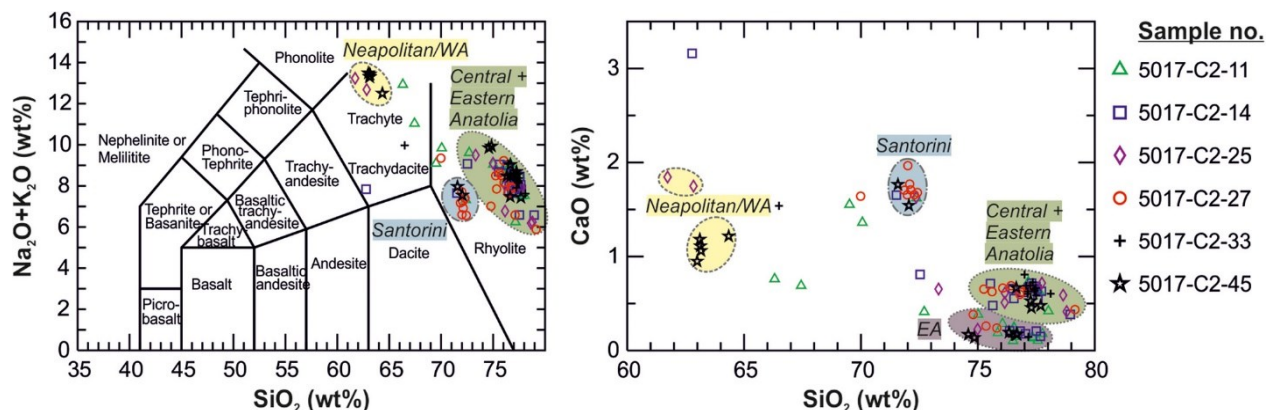 Na2O+K2O (wt%)
16
14
12
10
8
6
4
2
0
Phonolite
Neapolitan/WA
Central +
Eastern
Anatolia
Tephri-
phonolite
Trachyte
Nephelinite or
Melilitite
Phono-
Tephrite
Trachy-
andesite
Trachydacite
Tephrite or
Basanite
Basaltic
trachy-
andesite
Trachy
basalt
Santorini
Rhyolite
Picro-
basalt
Basalt
Basaltic
andesite
Andesite
Dacite
35 40 45 50 55 60 65 70 75
SiO2 (wt%)
CaO (wt%)
3
2
1
0
Santorini
Neapolitan/WA
Central +
Eastern
Anatolia
EA
60 65 70 75 80
SiO2 (wt%)
Sample no.
5017-C2-11
5017-C2-14
5017-C2-25
5017-C2-27
5017-C2-33
5017-C2-45